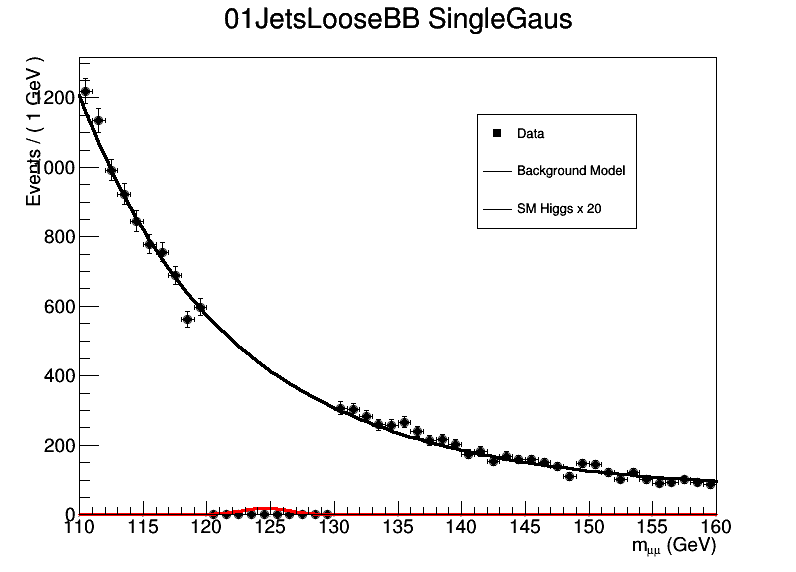 01JetsLooseBB SingleGaus
Events / ( 1 GeV )
1200
1000
800
600
400
200
0
Data
Background Model
SM Higgs x 20
110 115 120 125 130 135 140 145 150 155 160
m_μμ (GeV)